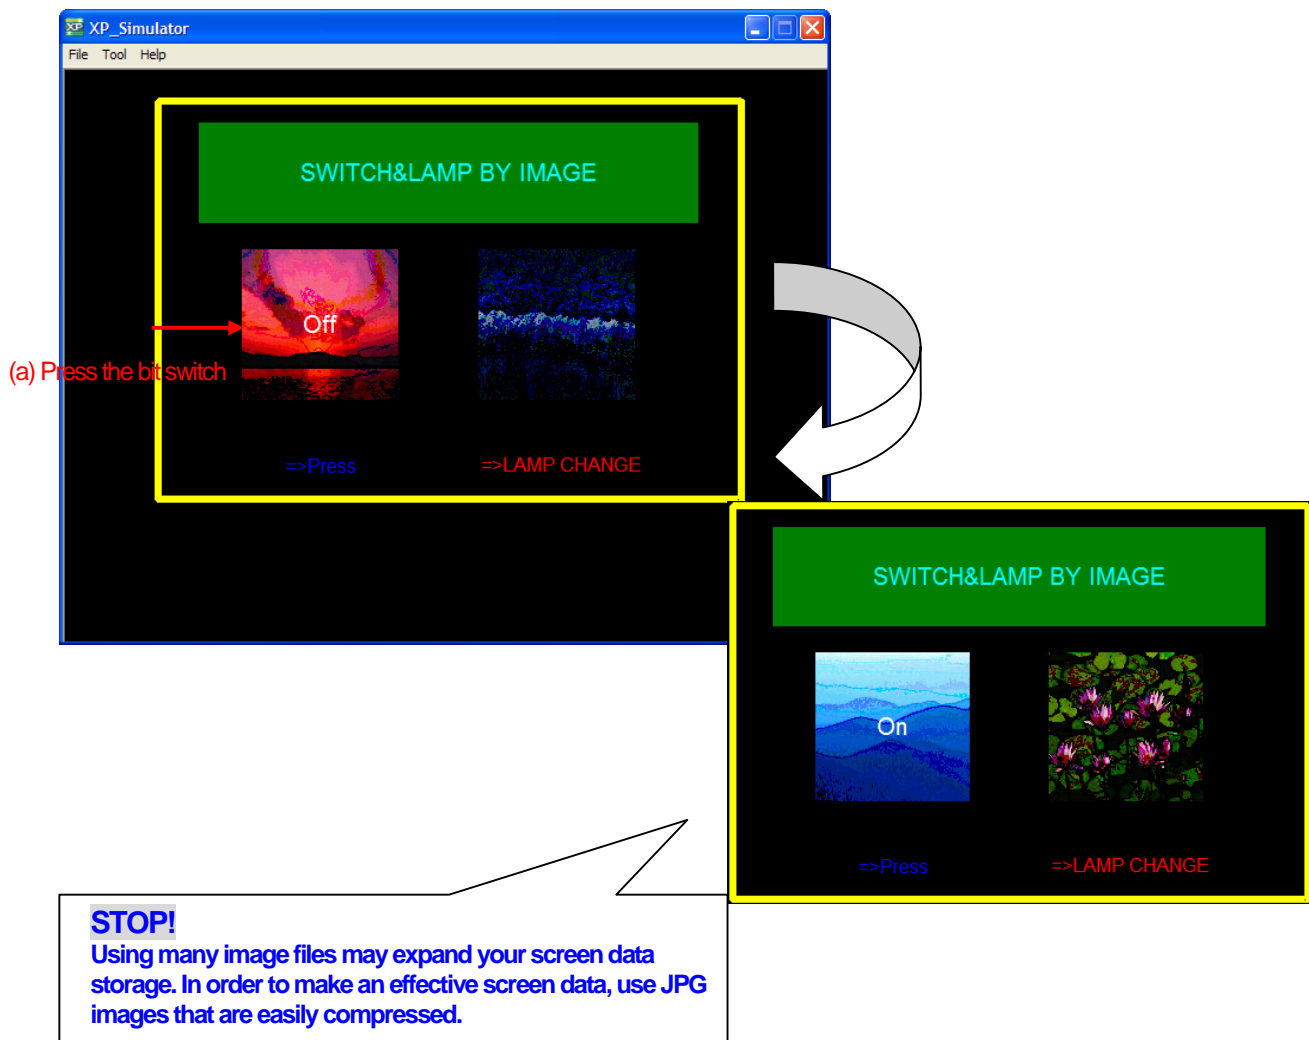 XP XP_Simulator
File Tool Help
SWITCH&LAMP BY IMAGE
Off
(a) Press the bit switch
=>Press =>LAMP CHANGE
SWITCH&LAMP BY IMAGE
On
=>Press =>LAMP CHANGE
STOP!
Using many image files may expand your screen data
storage. In order to make an effective screen data, use JPG
images that are easily compressed.